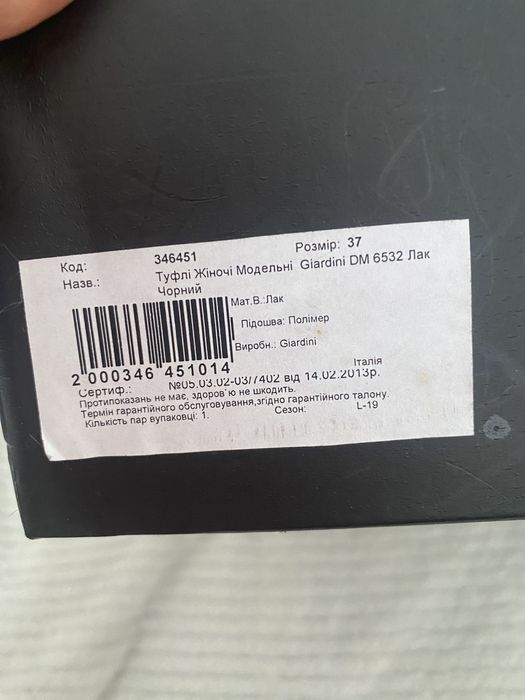 Код: 346451 Розмір: 37
Назв.: Туфлі Жіночі Модельні Giardini DM 6532 Лак
Чорний
Мат.В.:Лак
Підошва: Полімер
Виробн.: Giardini
Італія
2 000346 451014
Сертиф.: №05.03.02-03/7402 від 14.02.2013р.
Протипоказань не має, здоров'ю не шкодить.
Термін гарантійного обслуговування,згідно гарантійного талону.
Кількість пар вупаковці: 1. Сезон: L-19